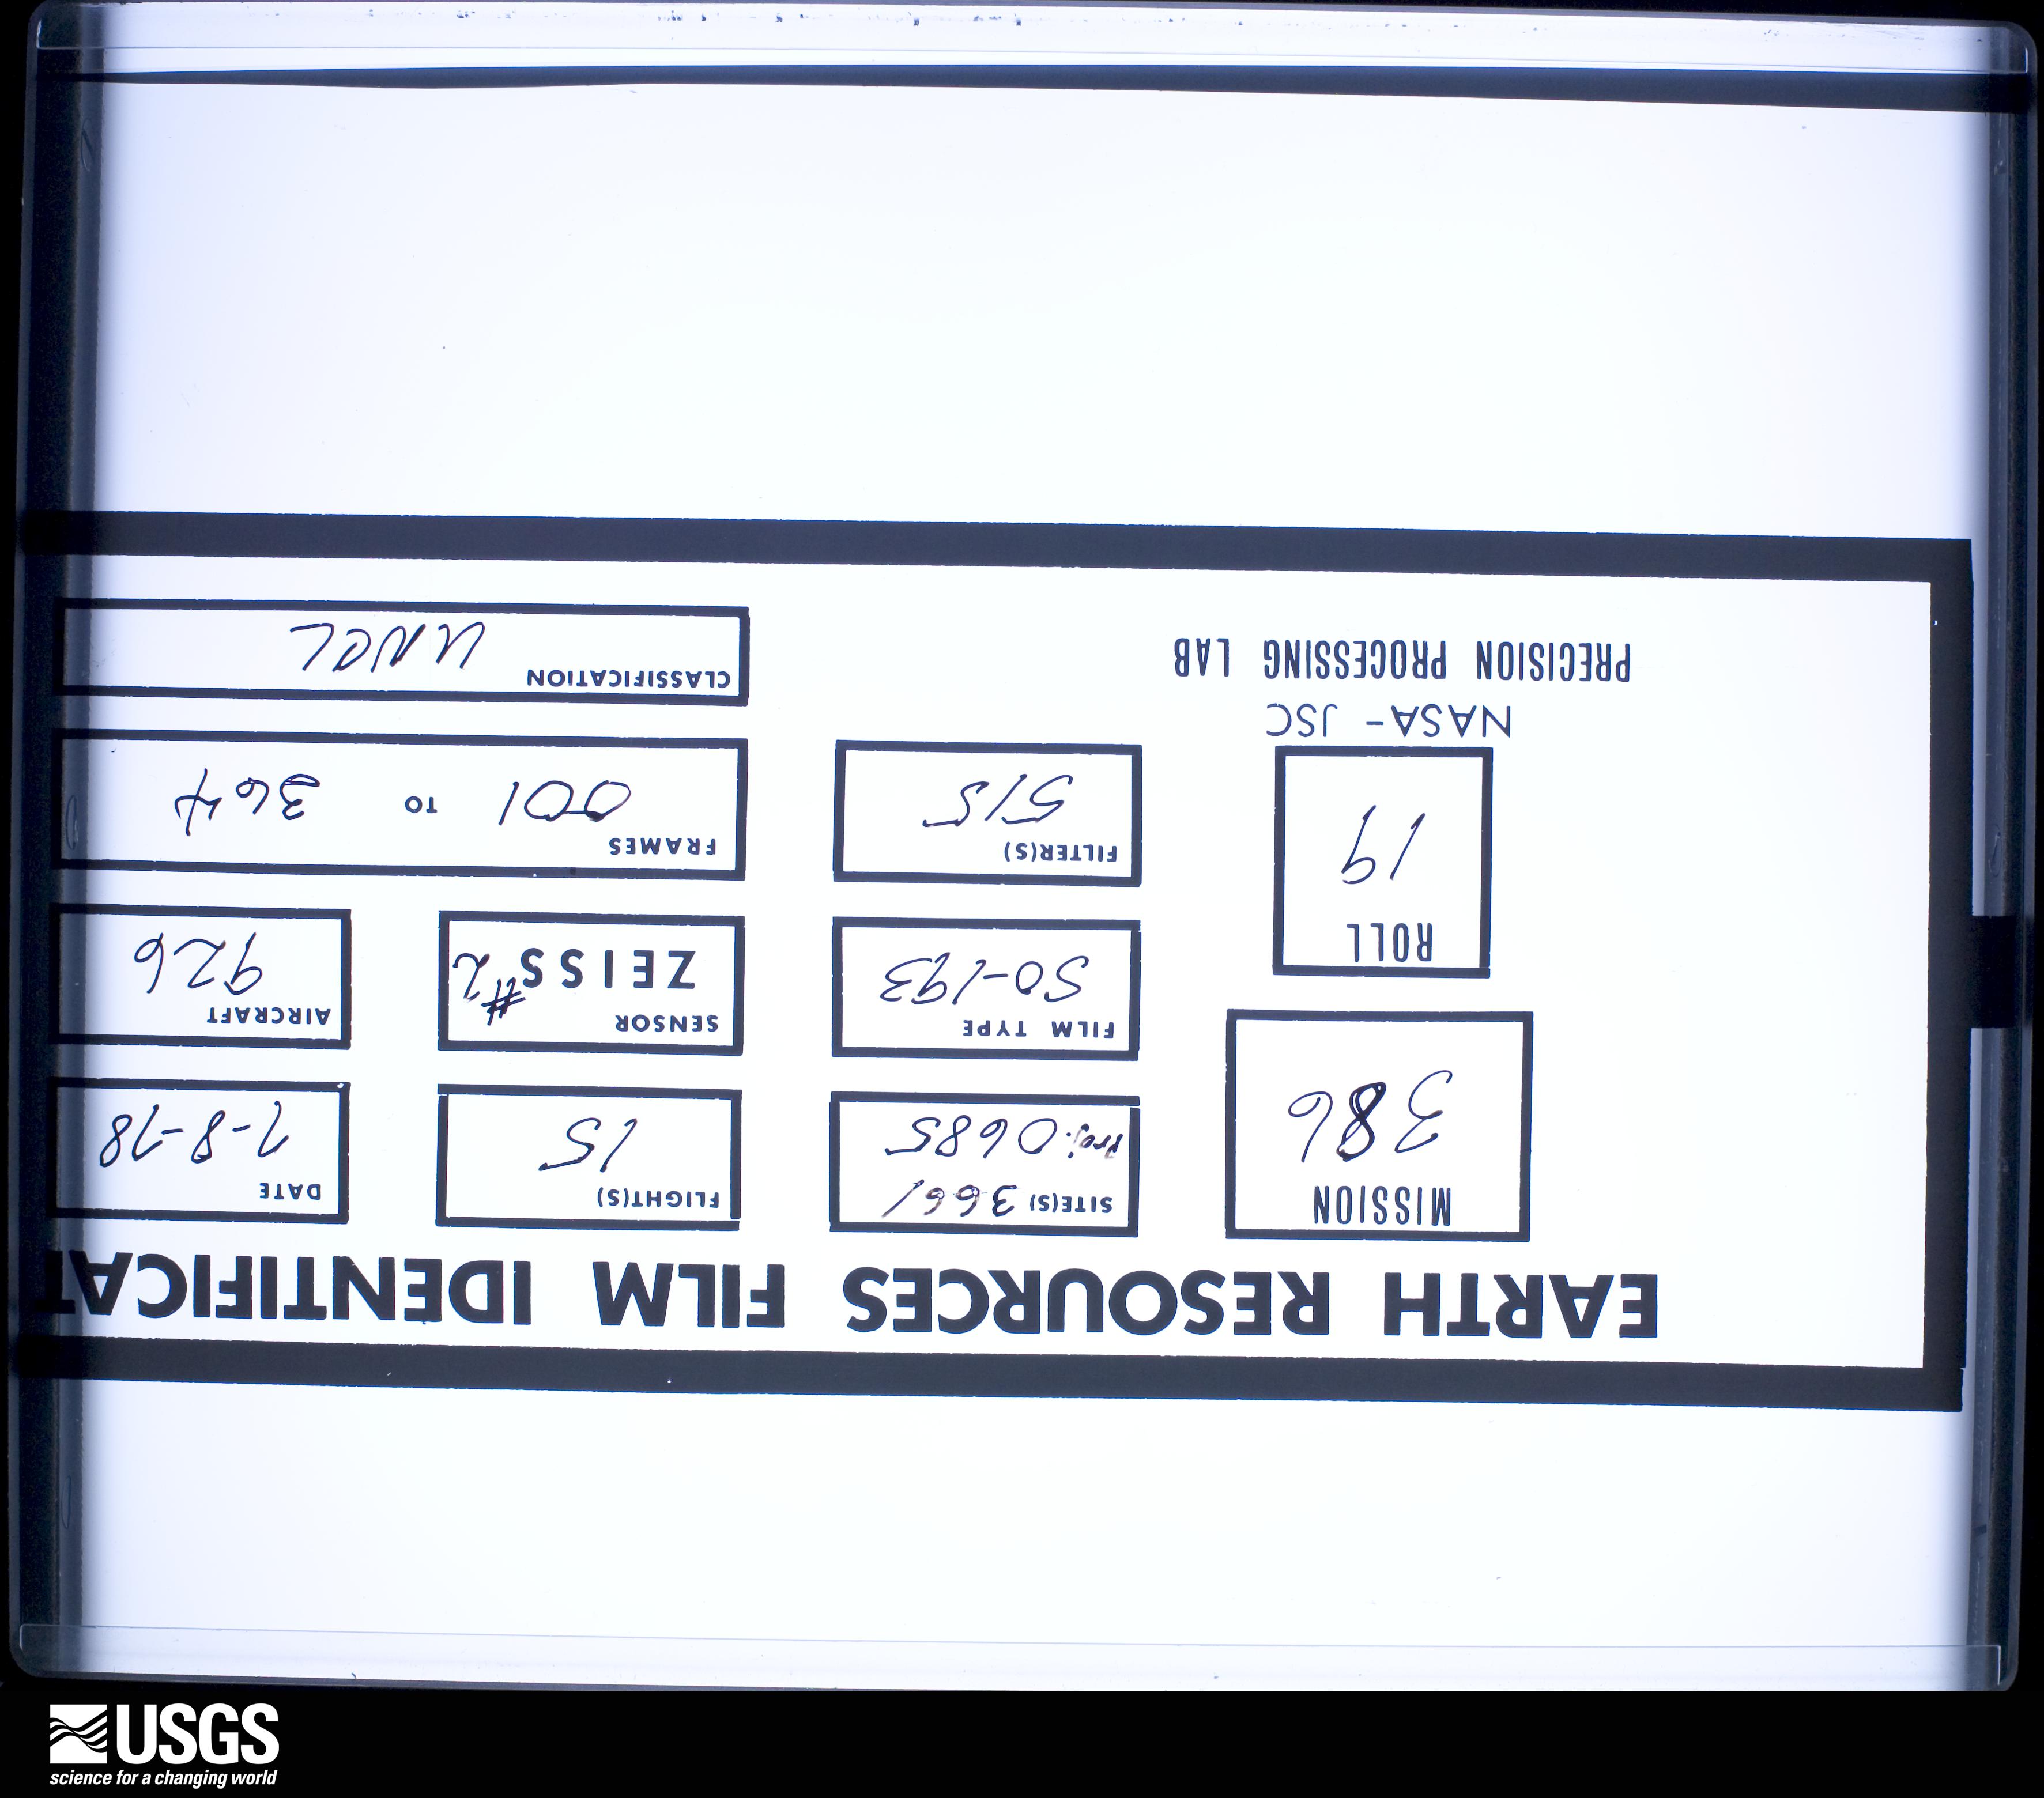 EARTH RESOURCES FILM IDENTIFICAT
MISSION
386
SITE(S) 3661
Proj. 0685
FLIGHT(S)
15
DATE
7-8-78
ROLL
19
FILM TYPE
SO-193
SENSOR
ZEISS #2
AIRCRAFT
926
FILTER(S)
515
FRAMES
001 TO 364
NASA- JSC
PRECISION PROCESSING LAB
CLASSIFICATION
UNCL
USGS
science for a changing world